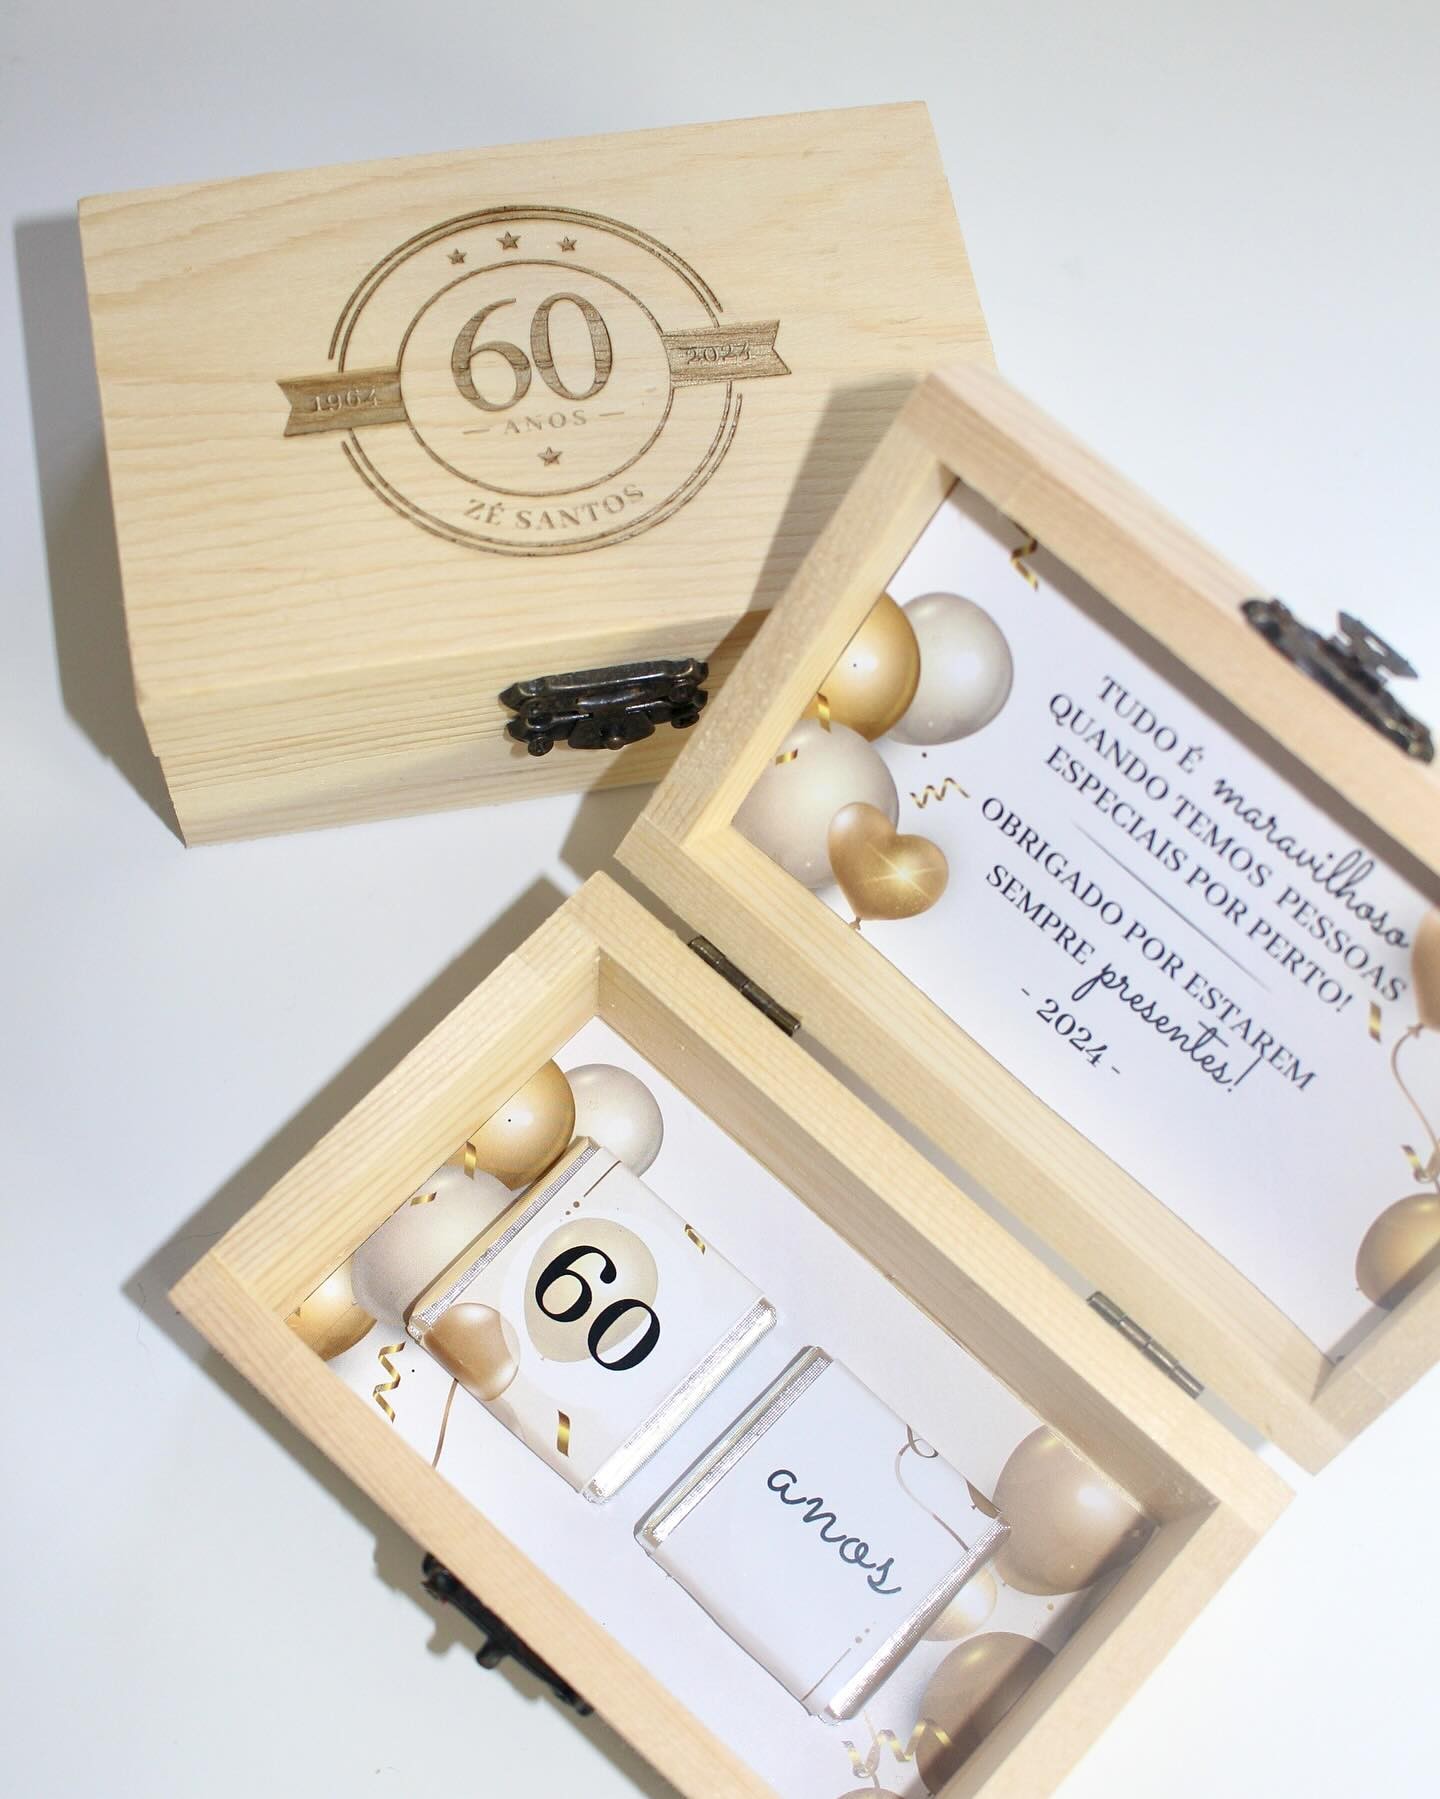 60
1964
2024
— ANOS —
ZÉ SANTOS
TUDO É maravilhoso
QUANDO TEMOS PESSOAS
ESPECIAIS POR PERTO!
OBRIGADO POR ESTAREM
SEMPRE presentes!
- 2024 -
60
anos